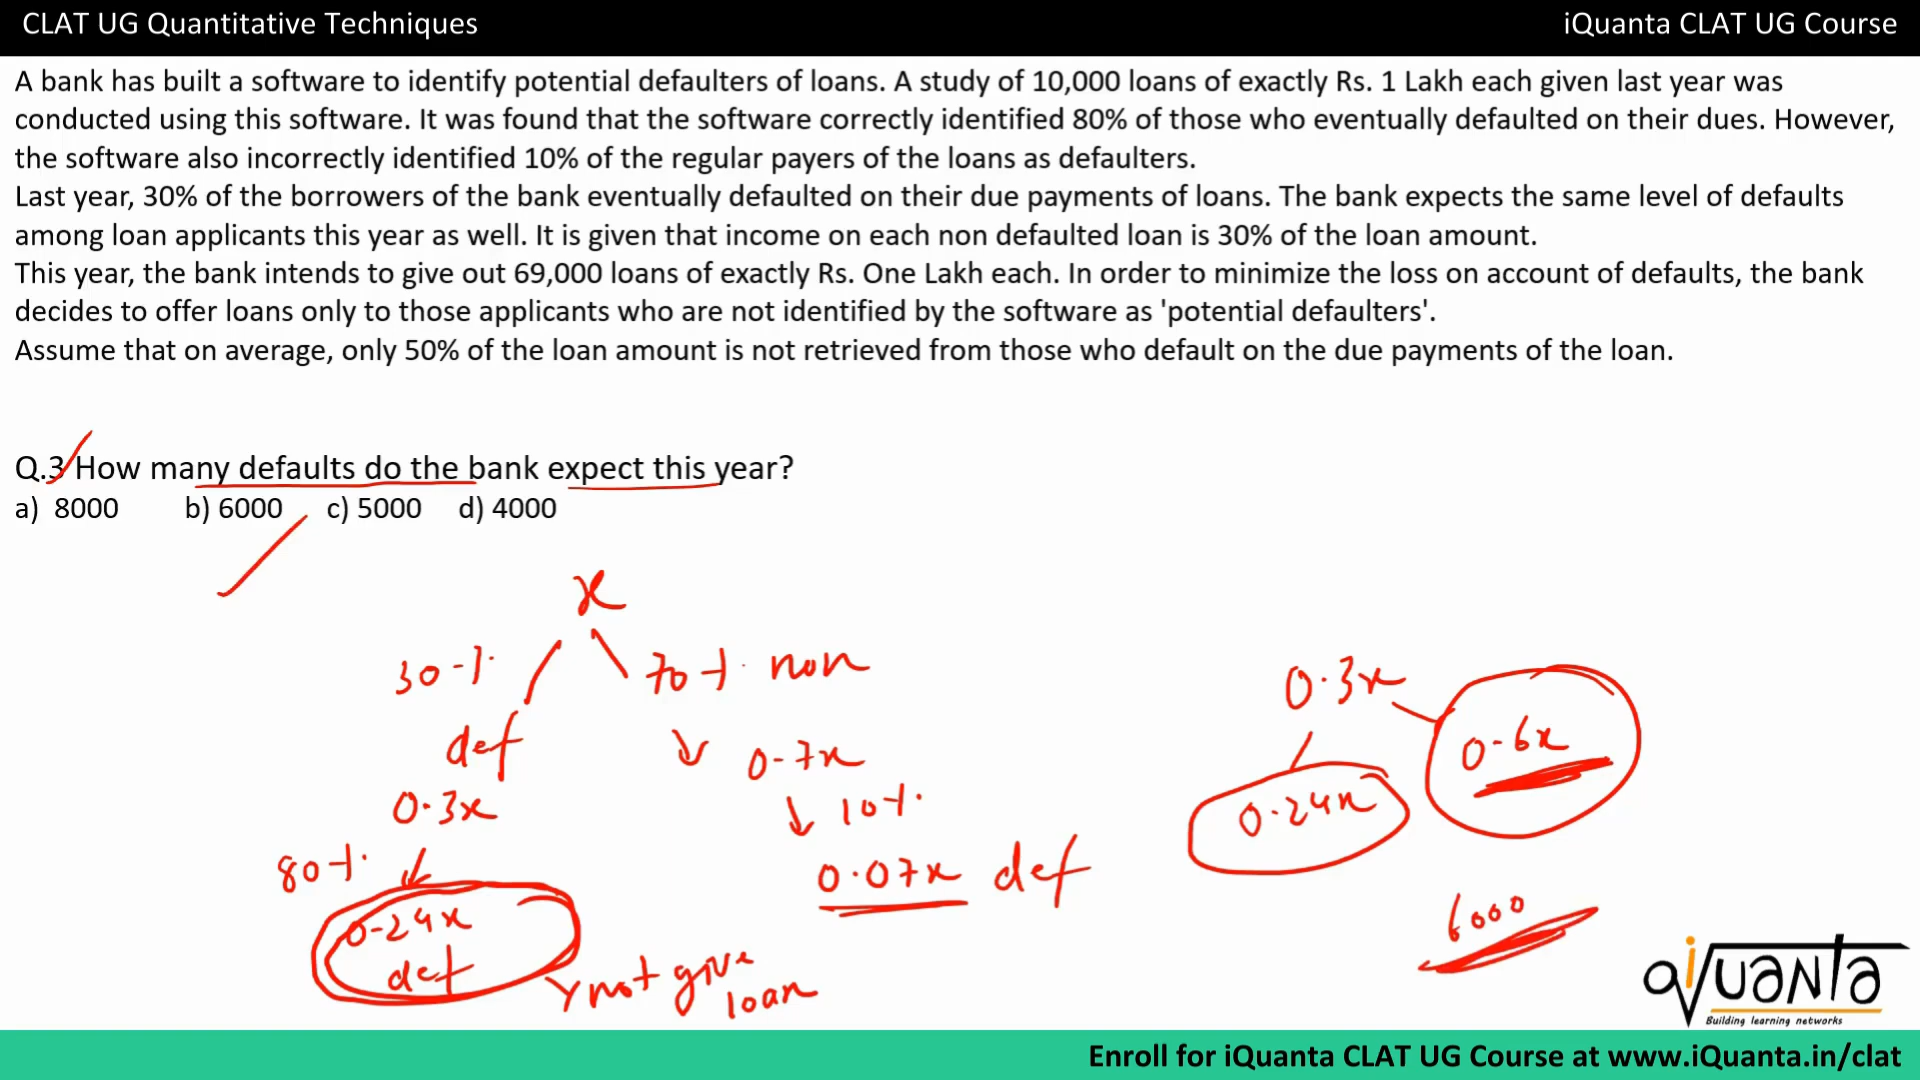 CLAT UG Quantitative Techniques
iQuanta CLAT UG Course
A bank has built a software to identify potential defaulters of loans. A study of 10,000 loans of exactly Rs. 1 Lakh each given last year was
conducted using this software. It was found that the software correctly identified 80% of those who eventually defaulted on their dues. However,
the software also incorrectly identified 10% of the regular payers of the loans as defaulters.
Last year, 30% of the borrowers of the bank eventually defaulted on their due payments of loans. The bank expects the same level of defaults
among loan applicants this year as well. It is given that income on each non defaulted loan is 30% of the loan amount.
This year, the bank intends to give out 69,000 loans of exactly Rs. One Lakh each. In order to minimize the loss on account of defaults, the bank
decides to offer loans only to those applicants who are not identified by the software as 'potential defaulters'.
Assume that on average, only 50% of the loan amount is not retrieved from those who default on the due payments of the loan.
Q.3 How many defaults do the bank expect this year?
a) 8000 b) 6000 c) 5000 d) 4000
x
30% 70% non
def
0.3x
0.7x
80%
10%
0.24x
def
0.07x def
not give
loan
0.3x
0.6x
0.24x
6000
iQuanta
Building learning networks
Enroll for iQuanta CLAT UG Course at www.iQuanta.in/clat